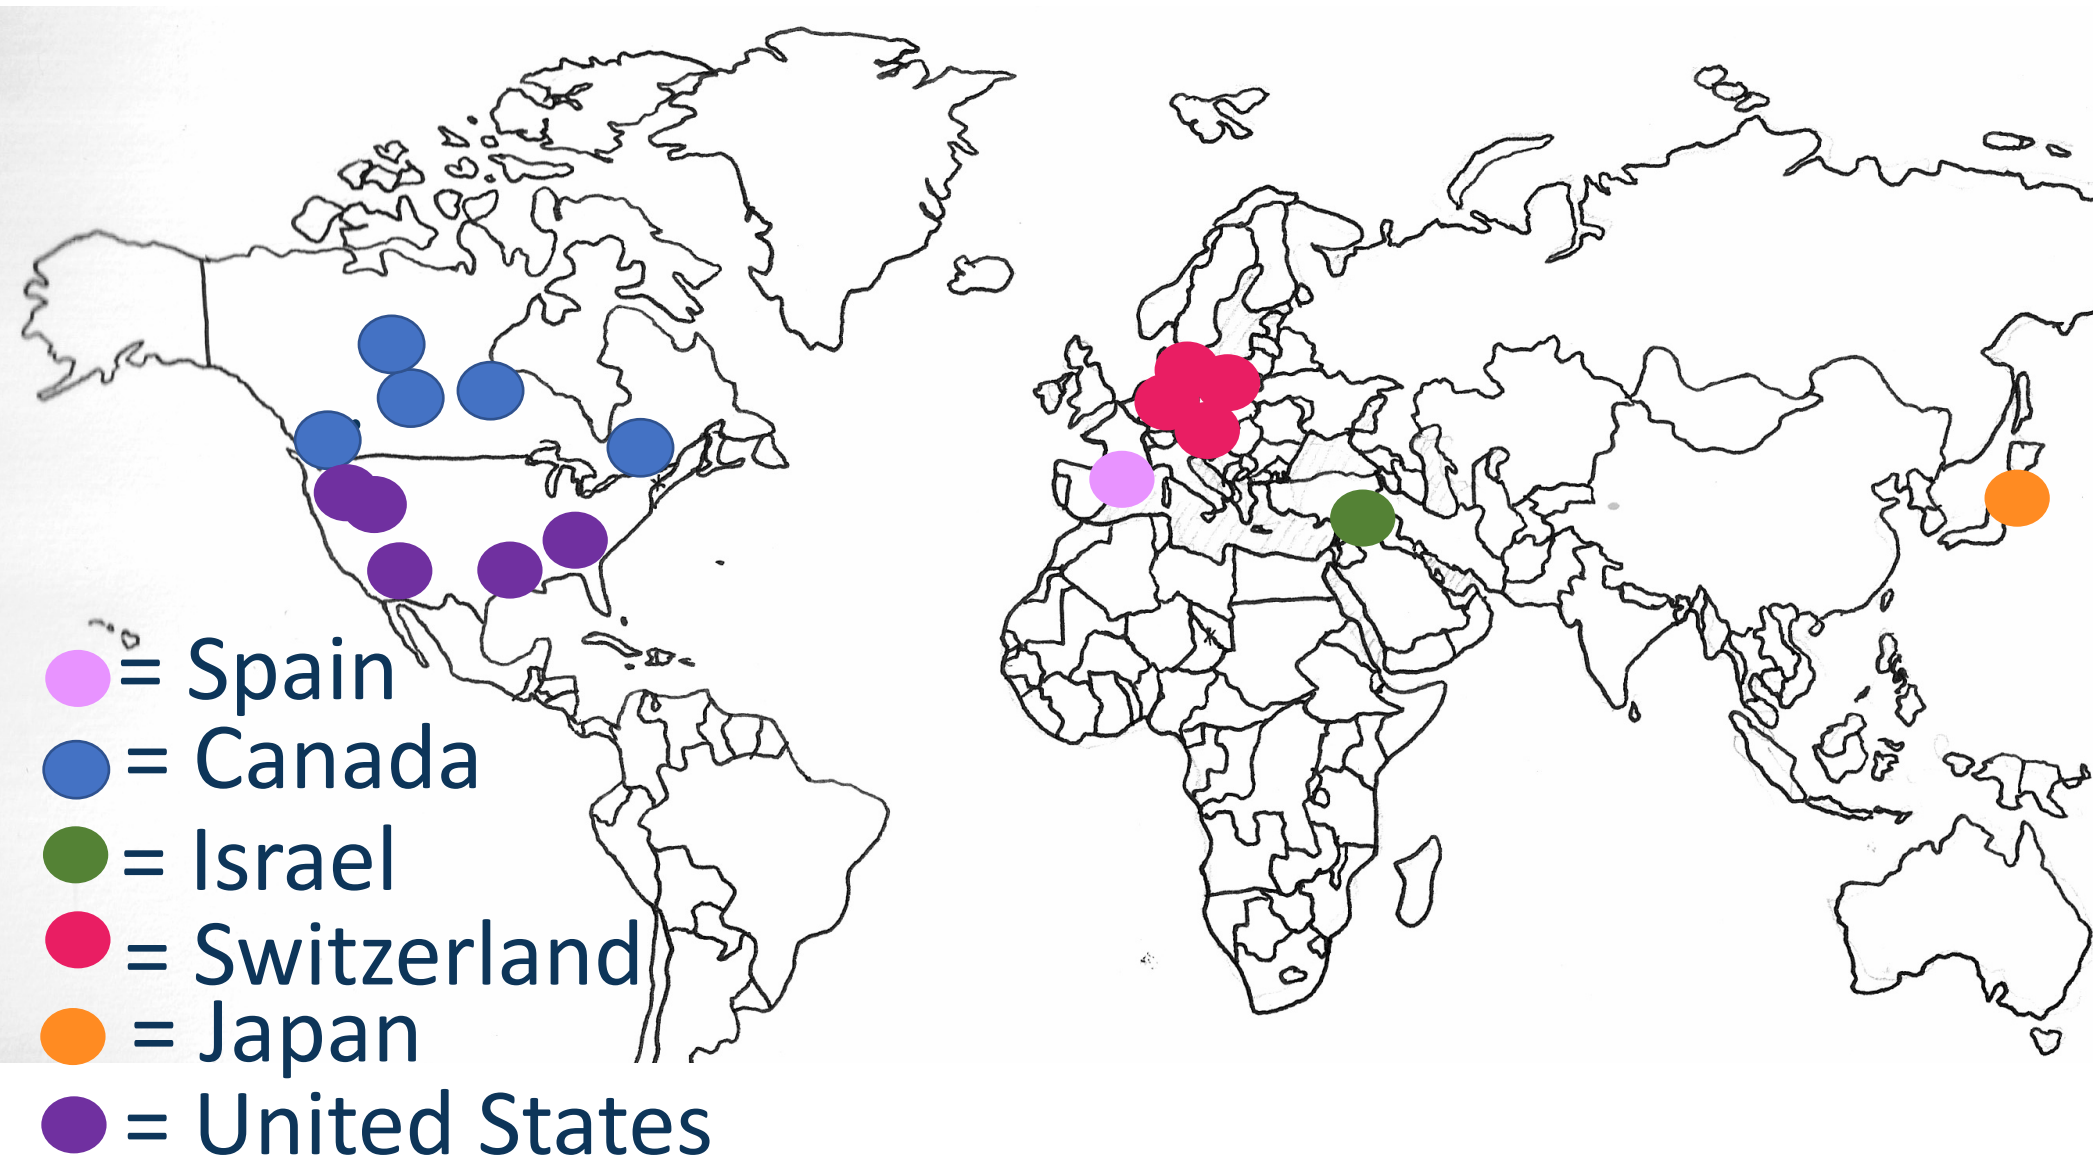 = Spain
= Canada
= Israel
= Switzerland
= Japan
= United States